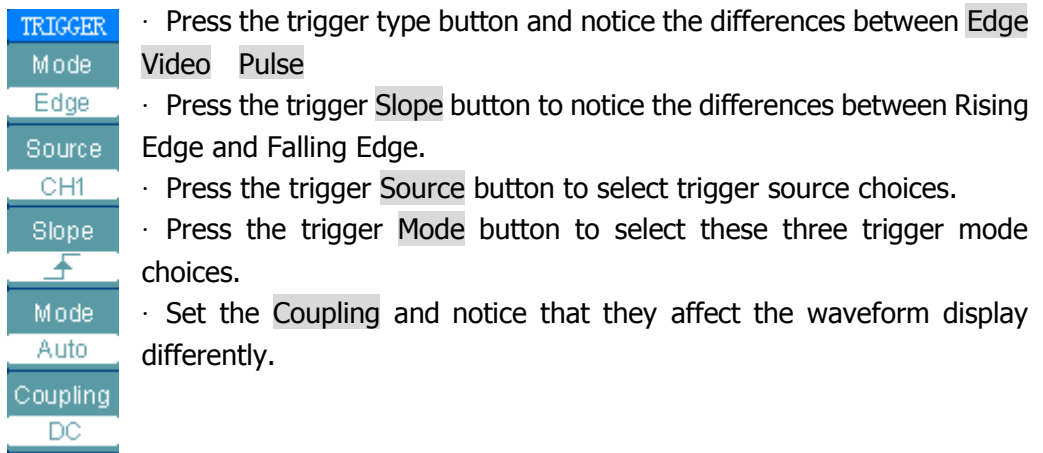 TRIGGER
Mode
Edge
Source
CH1
Slope
Mode
Auto
Coupling
DC
· Press the trigger type button and notice the differences between Edge
Video Pulse
· Press the trigger Slope button to notice the differences between Rising
Edge and Falling Edge.
· Press the trigger Source button to select trigger source choices.
· Press the trigger Mode button to select these three trigger mode
choices.
· Set the Coupling and notice that they affect the waveform display
differently.